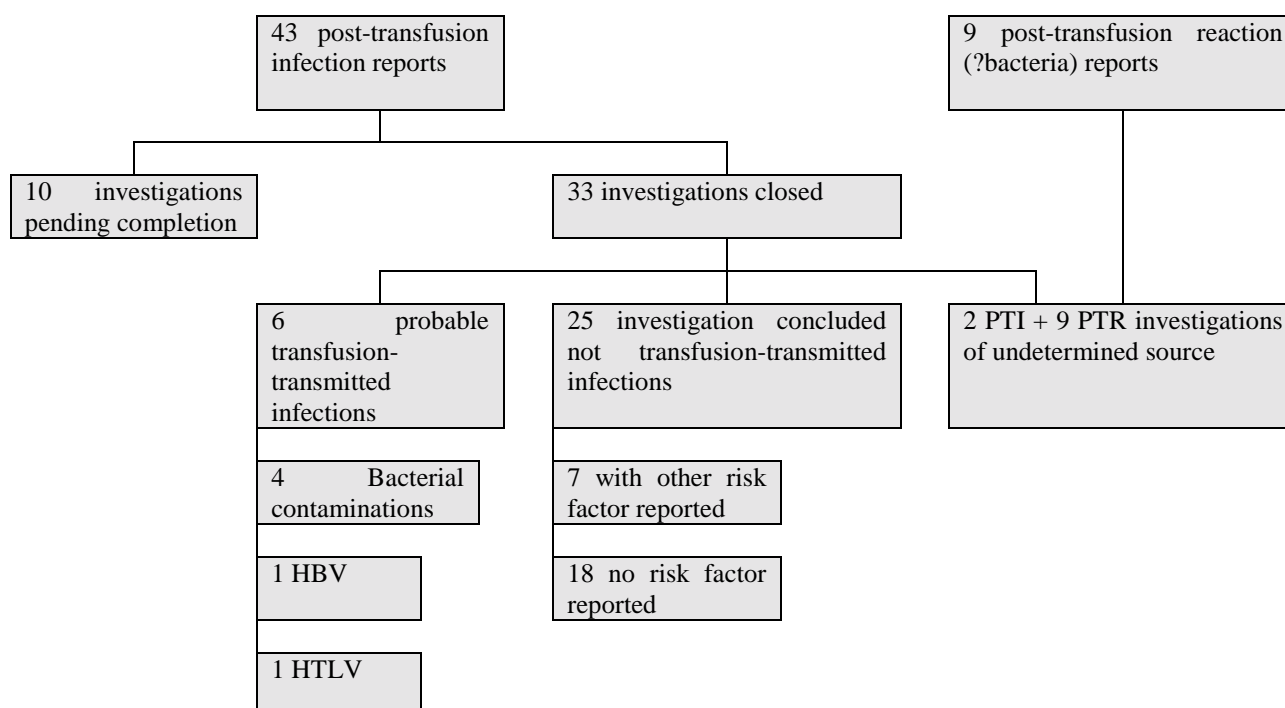 43 post-transfusion
infection reports
9 post-transfusion reaction
(?bacteria) reports
10 investigations
pending completion
33 investigations closed
6 probable
transfusion-
transmitted
infections
25 investigation concluded
not transfusion-transmitted
infections
2 PTI + 9 PTR investigations
of undetermined source
4 Bacterial
contaminations
7 with other risk
factor reported
1 HBV
18 no risk factor
reported
1 HTLV